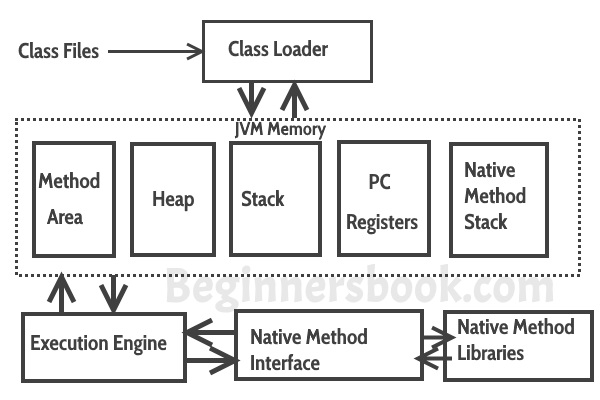 Class Files
Class Loader
JVM Memory
Method
Area
Heap
Stack
PC
Registers
Native
Method
Stack
Beginnersbook.com
Execution Engine
Native Method
Interface
Native Method
Libraries